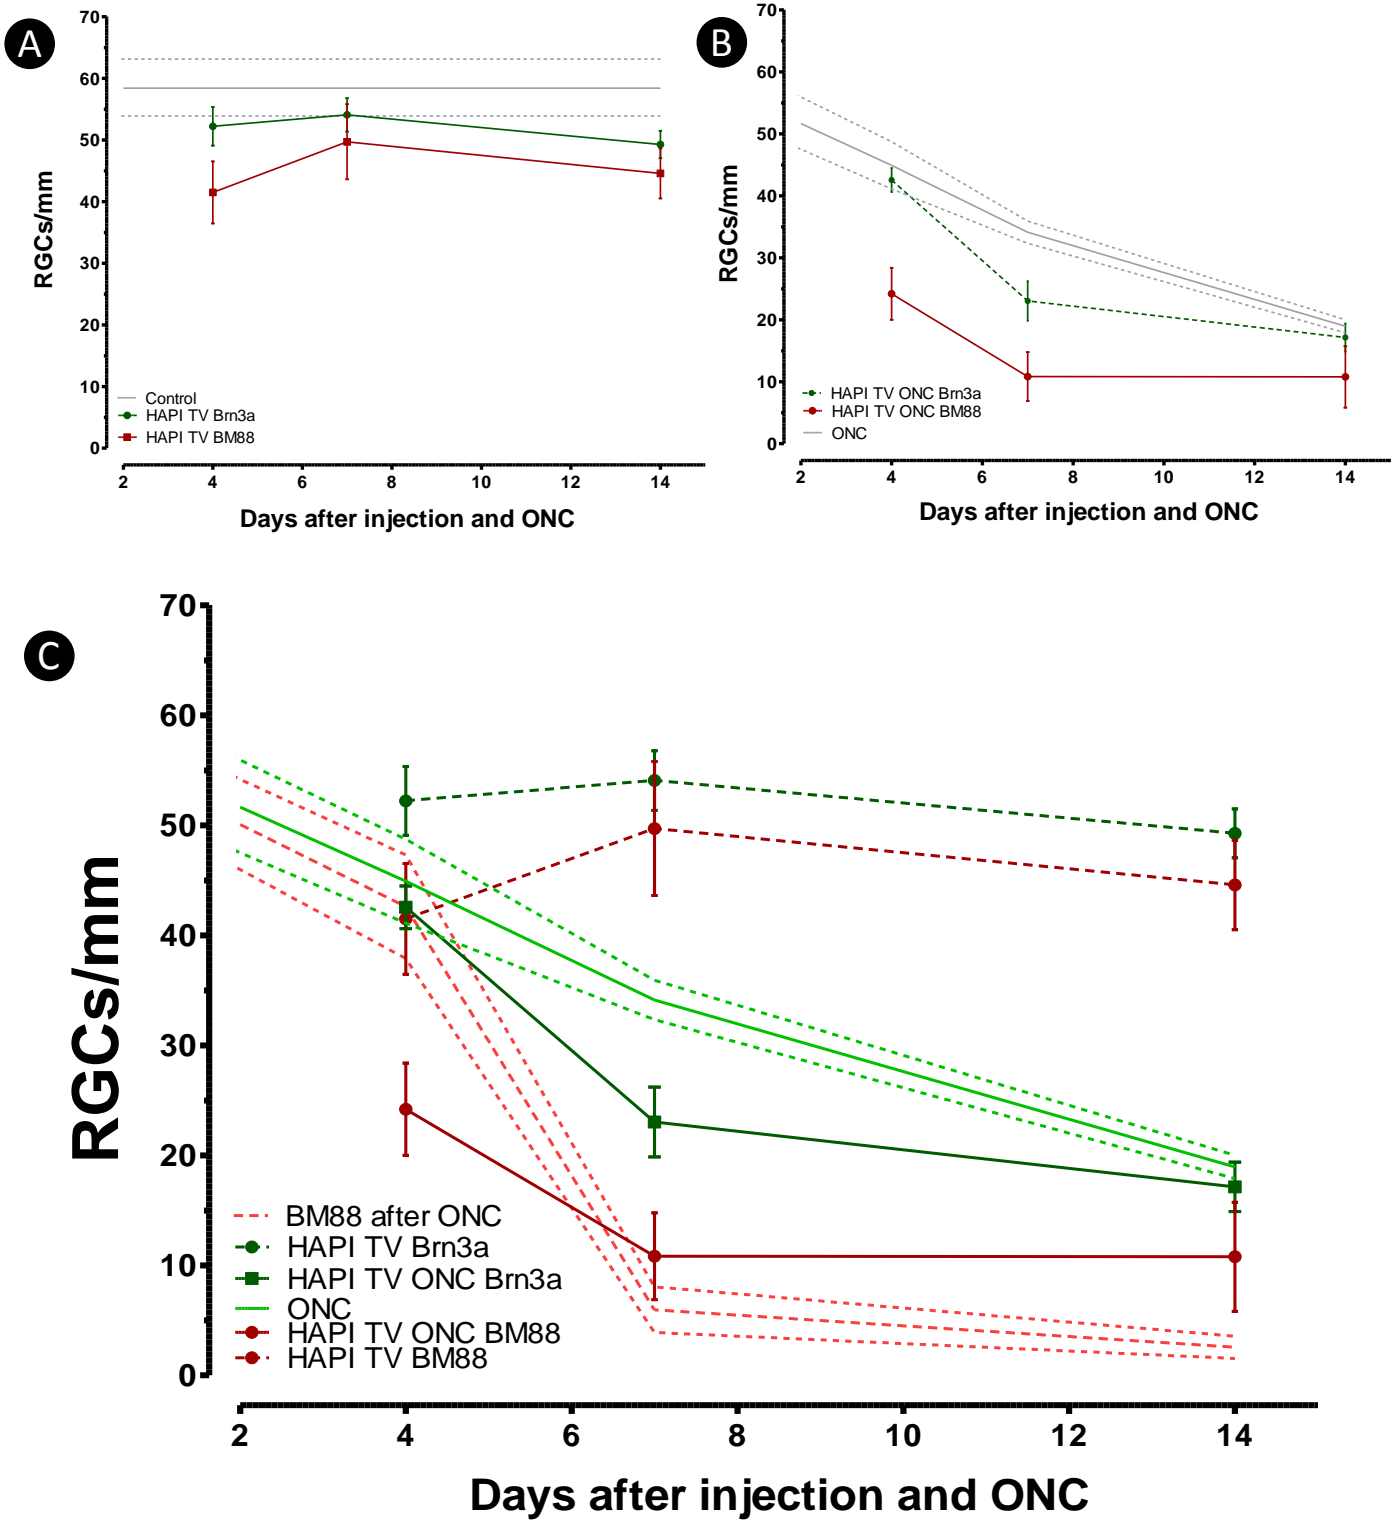 A
70
60
50
40
30
20
10
0
RGCs/mm
Control
HAPI TV Brn3a
HAPI TV BM88
2 4 6 8 10 12 14
Days after injection and ONC
B
70
60
50
40
30
20
10
0
RGCs/mm
HAPI TV ONC Brn3a
HAPI TV ONC BM88
ONC
2 4 6 8 10 12 14
Days after injection and ONC
C
70
60
50
40
30
20
10
0
RGCs/mm
BM88 after ONC
HAPI TV Brn3a
HAPI TV ONC Brn3a
ONC
HAPI TV ONC BM88
HAPI TV BM88
2 4 6 8 10 12 14
Days after injection and ONC